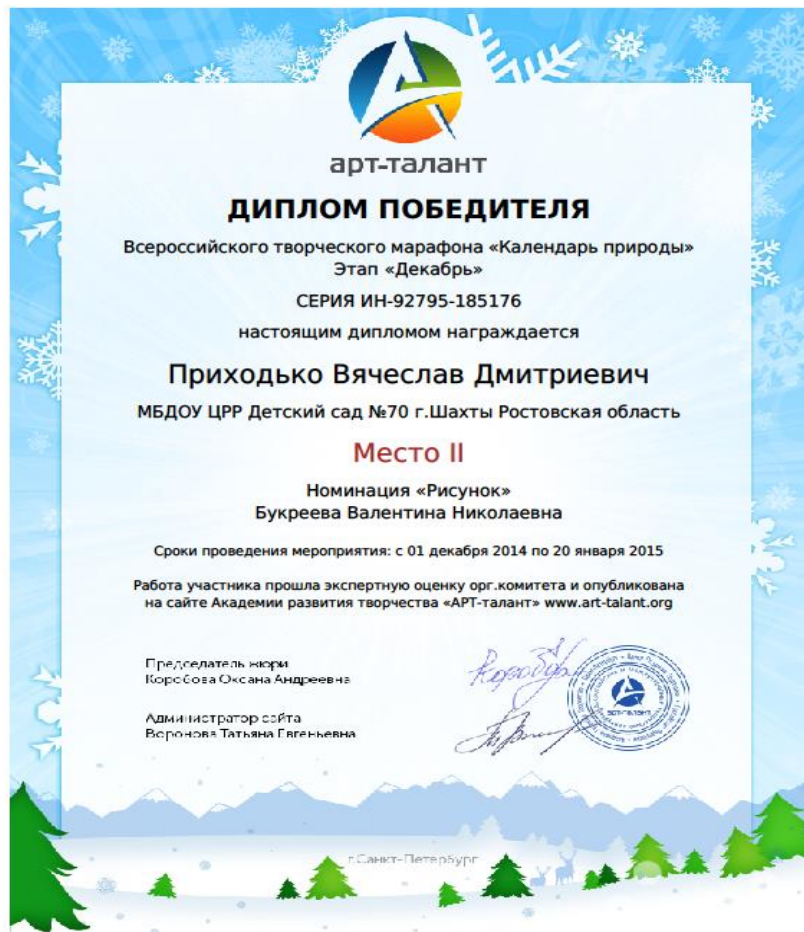 арт-талант
ДИПЛОМ ПОБЕДИТЕЛЯ
Всероссийского творческого марафона «Календарь природы»
Этап «Декабрь»
СЕРИЯ ИН-92795-185176
настоящим дипломом награждается
Приходько Вячеслав Дмитриевич
МБДОУ ЦРР Детский сад №70 г.Шахты Ростовская область
Место II
Номинация «Рисунок»
Букреева Валентина Николаевна
Сроки проведения мероприятия: с 01 декабря 2014 по 20 января 2015
Работа участника прошла экспертную оценку орг.комитета и опубликована
на сайте Академии развития творчества «АРТ-талант» www.art-talant.org
Председатель жюри
Коробова Оксана Андреевна
Администратор сайта
Воронова Татьяна Евгеньевна
арт-талант
г.Санкт-Петербург